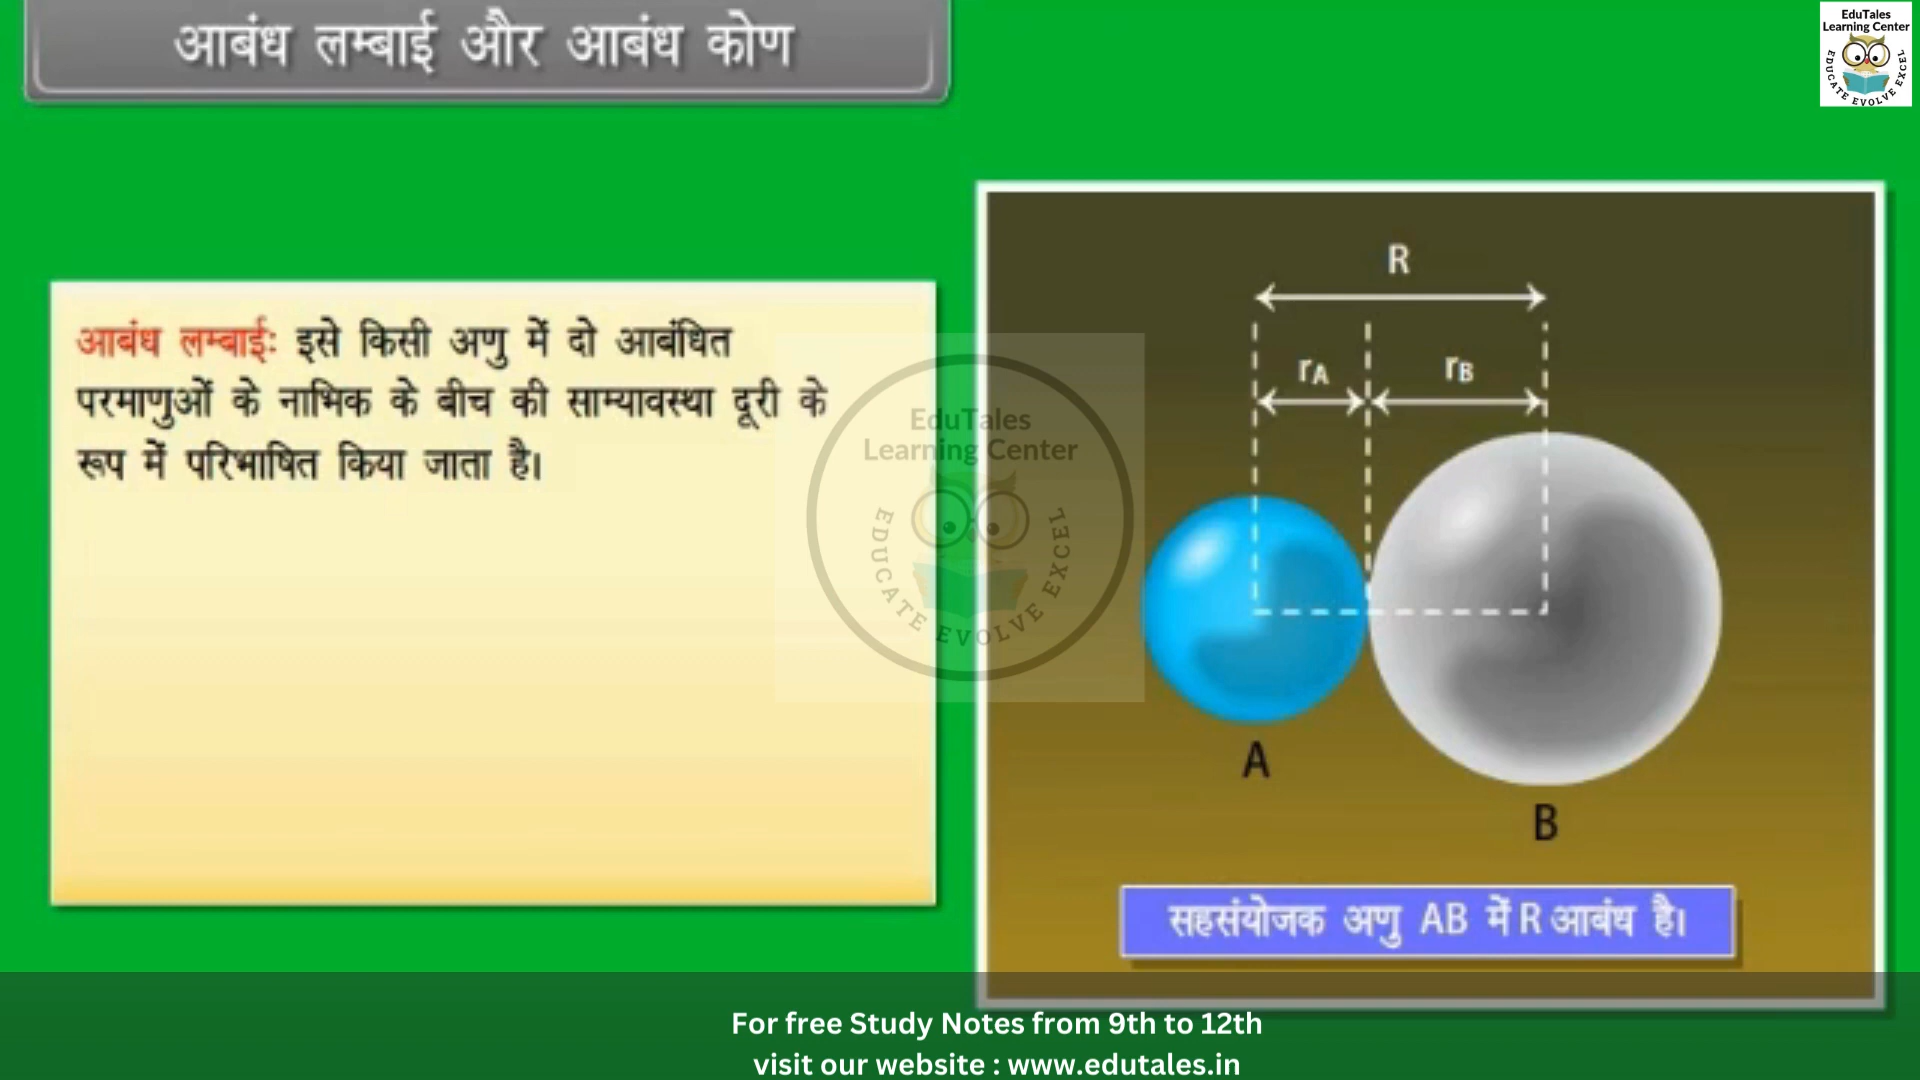 आबंध लम्बाई और आबंध कोण
EduTales
Learning Center
EDUCATE EVOLVE EXCEL
आबंध लम्बाई: इसे किसी अणु में दो आबंधित
परमाणुओं के नाभिक के बीच की साम्यावस्था दूरी के
रूप में परिभाषित किया जाता है।
EduTales
Learning Center
EDUCATE EVOLVE EXCEL
R
rA rB
A
B
सहसंयोजक अणु AB में R आबंध है।
For free Study Notes from 9th to 12th
visit our website : www.edutales.in